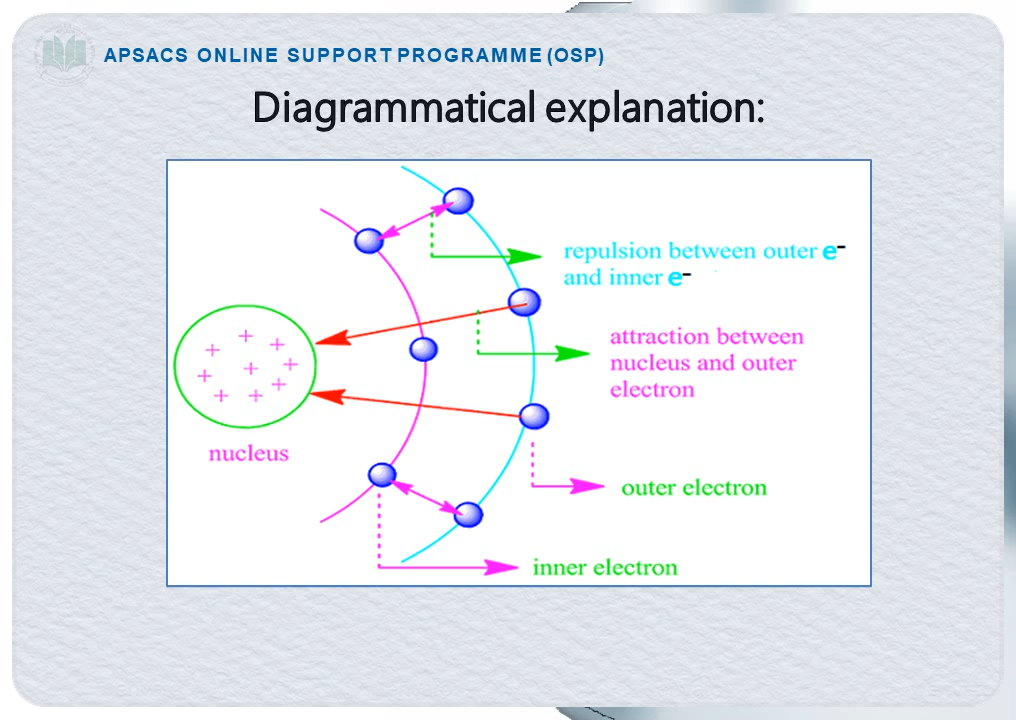 APSACS ONLINE SUPPORT PROGRAMME (OSP)
Diagrammatical explanation:
repulsion between outer e⁻
and inner e⁻
attraction between
nucleus and outer
electron
+ + + + + + + + +
nucleus
outer electron
inner electron